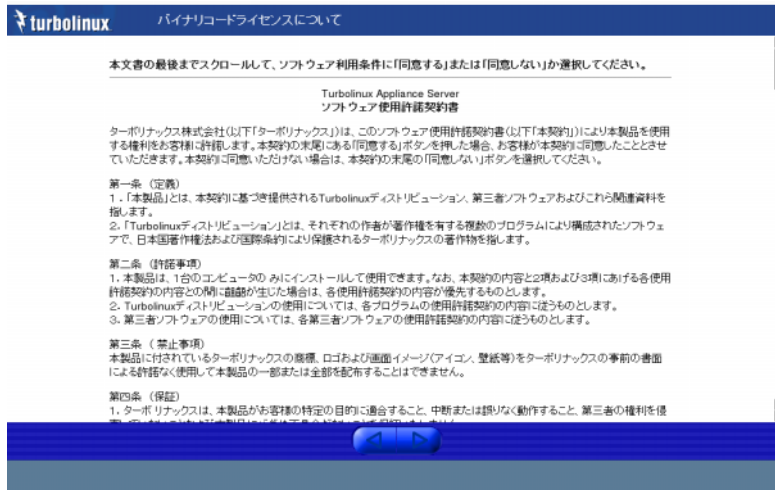 turbolinux バイナリコードライセンスについて
本文書の最後までスクロールして、ソフトウェア利用条件に「同意する」または「同意しない」か選択してください。
Turbolinux Appliance Server
ソフトウェア使用許諾契約書
ターボリナックス株式会社(以下「ターボリナックス」)は、このソフトウェア使用許諾契約書(以下「本契約」)により本製品を使用
する権利をお客様に許諾します。本契約の末尾にある「同意する」ボタンを押した場合、お客様が本契約に同意したこととさせ
ていただきます。本契約に同意いただけない場合は、本契約の末尾の「同意しない」ボタンを選択してください。
第一条 (定義)
1.「本製品」とは、本契約に基づき提供されるTurbolinuxディストリビューション、第三者ソフトウェアおよびこれら関連資料を
指します。
2.「Turbolinuxディストリビューション」とは、それぞれの作者が著作権を有する複数のプログラムにより構成されたソフトウェ
アで、日本国著作権法および国際条約により保護されるターボリナックスの著作物を指します。
第二条 (許諾事項)
1. 本製品は、1台のコンピュータの みにインストールして使用できます。なお、本契約の内容と2項および3項にあげる各使用
許諾契約の内容との間に齟齬が生じた場合は、各使用許諾契約の内容が優先するものとします。
2. Turbolinuxディストリビューションの使用については、各プログラムの使用許諾契約の内容に従うものとします。
3. 第三者ソフトウェアの使用については、各第三者ソフトウェアの使用許諾契約の内容に従うものとします。
第三条 ( 禁止事項)
本製品に付されているターボリナックスの商標、ロゴおよび画面イメージ(アイコン、壁紙等)をターボリナックスの事前の書面
による許諾なく使用して本製品の一部または全部を配布することはできません。
第四条 (保証)
1. ターボリナックスは、本製品がお客様の特定の目的に適合すること、中断または誤りなく動作すること、第三者の権利を侵